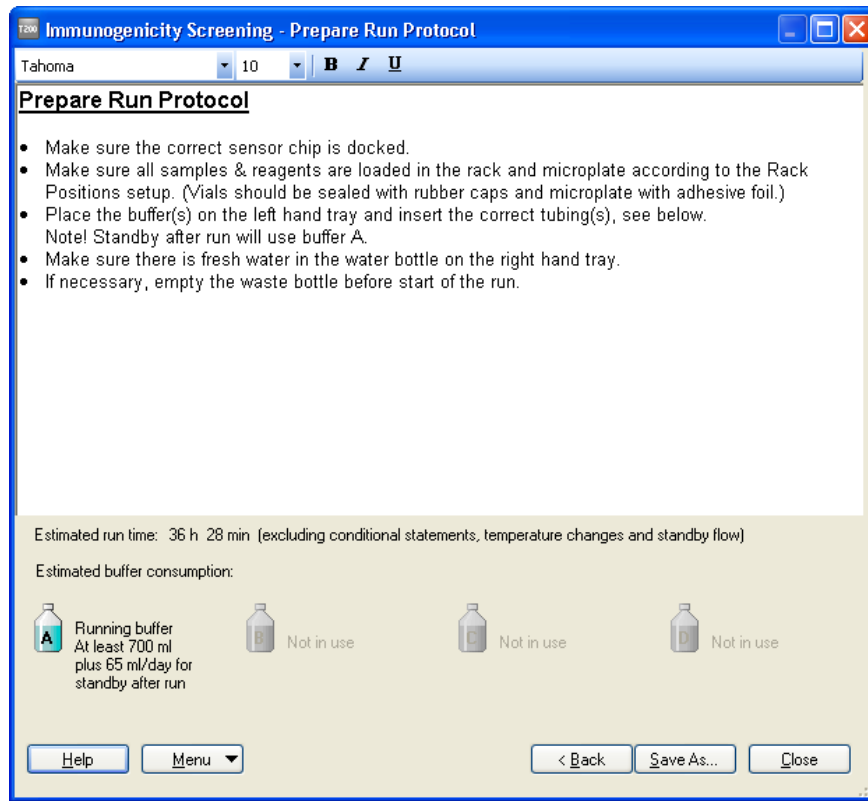 T200 Immunogenicity Screening - Prepare Run Protocol
Tahoma 10 B I U
Prepare Run Protocol
• Make sure the correct sensor chip is docked.
• Make sure all samples & reagents are loaded in the rack and microplate according to the Rack
Positions setup. (Vials should be sealed with rubber caps and microplate with adhesive foil.)
• Place the buffer(s) on the left hand tray and insert the correct tubing(s), see below.
Note! Standby after run will use buffer A.
• Make sure there is fresh water in the water bottle on the right hand tray.
• If necessary, empty the waste bottle before start of the run.
Estimated run time: 36 h 28 min (excluding conditional statements, temperature changes and standby flow)
Estimated buffer consumption:
A Running buffer
At least 700 ml
plus 65 ml/day for
standby after run
B Not in use
C Not in use
D Not in use
Help Menu < Back Save As... Close